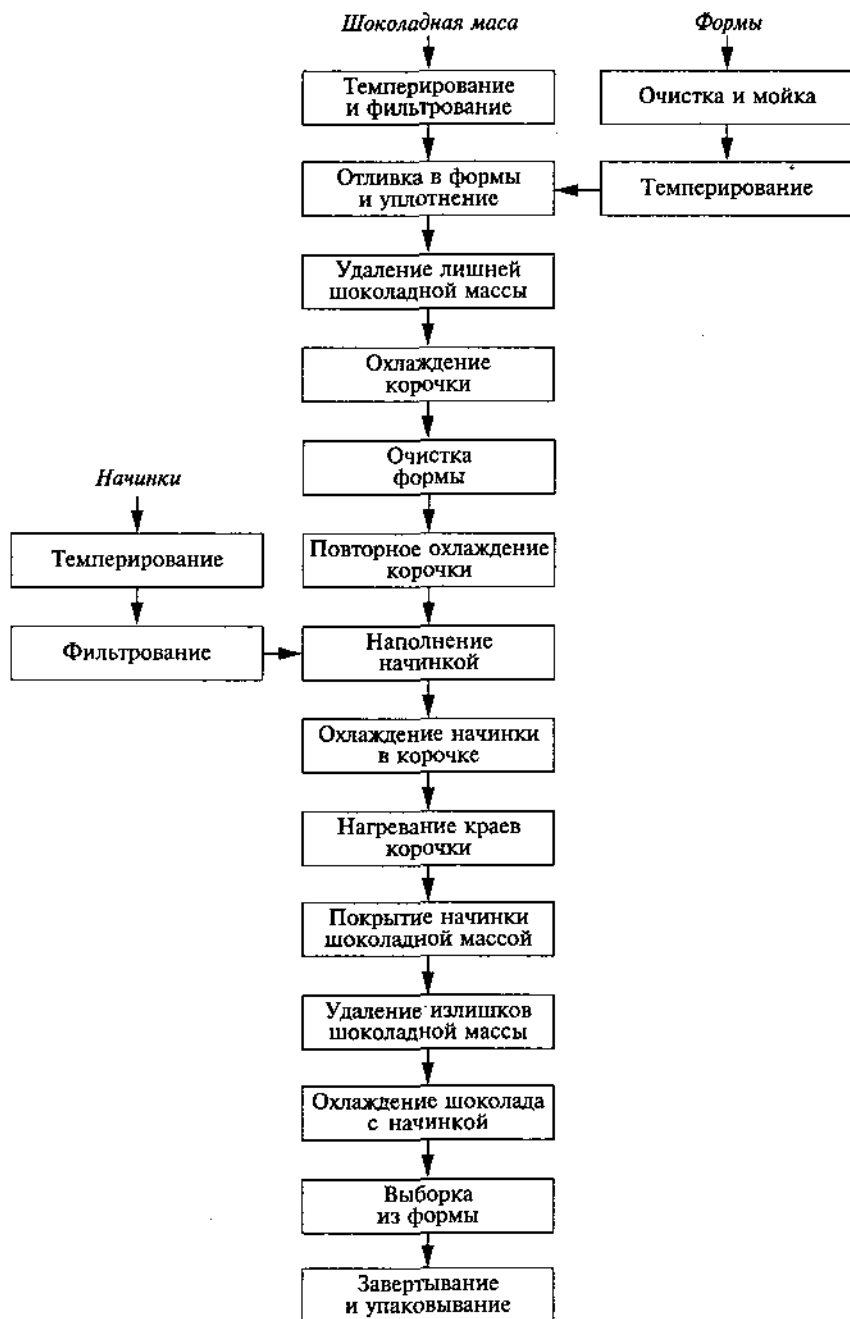 Шоколадная маса
Формы
Темперирование
и фильтрование
Очистка и мойка
Отливка в формы
и уплотнение
Темперирование
Удаление лишней
шоколадной массы
Охлаждение
корочки
Очистка
формы
Начинки
Темперирование
Повторное охлаждение
корочки
Фильтрование
Наполнение
начинкой
Охлаждение начинки
в корочке
Нагревание краев
корочки
Покрытие начинки
шоколадной массой
Удаление излишков
шоколадной массы
Охлаждение шоколада
с начинкой
Выборка
из формы
Завертывание
и упаковывание